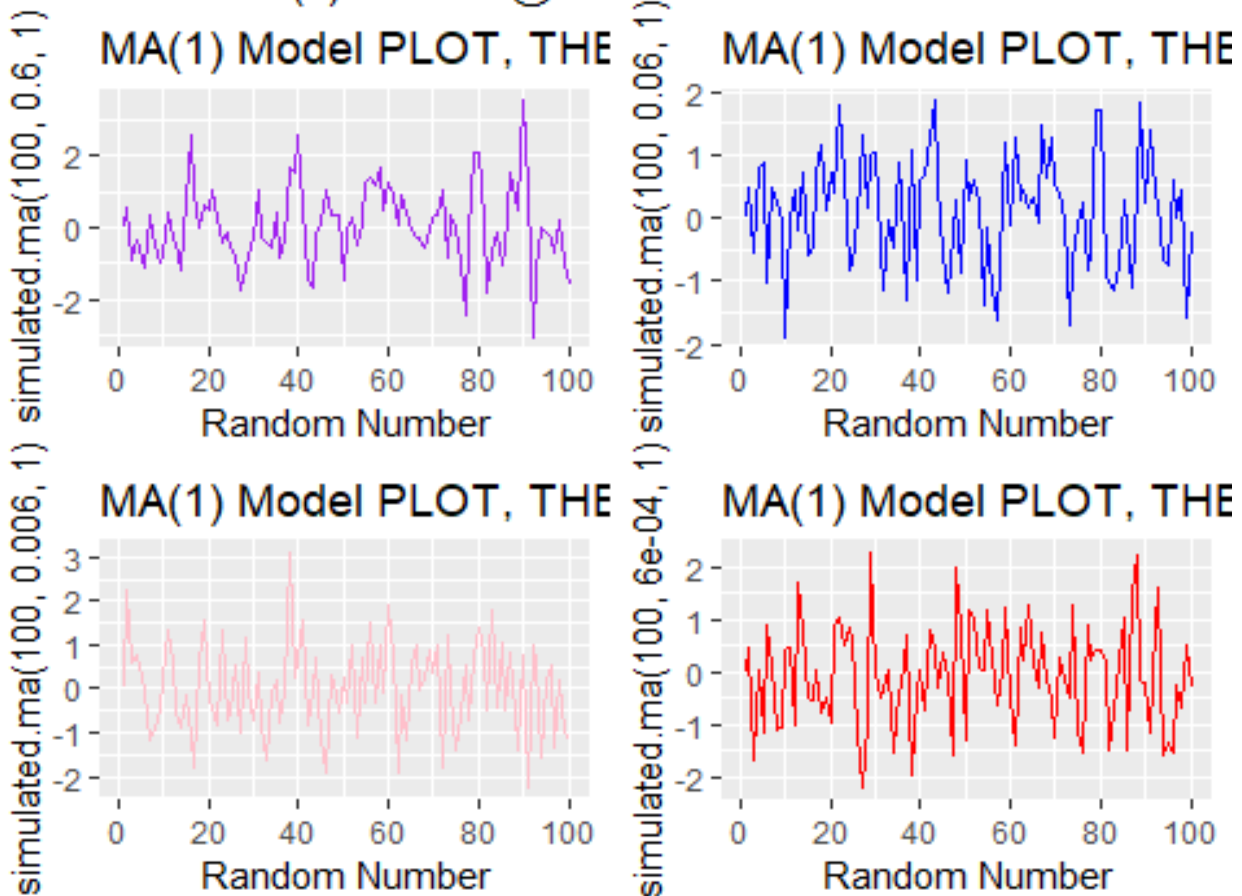 MA(1) Model PLOT, THE
simulated.ma(100, 0.6, 1)
2
0
-2
0 20 40 60 80 100
Random Number
MA(1) Model PLOT, THE
simulated.ma(100, 0.06, 1)
2
1
0
-1
-2
0 20 40 60 80 100
Random Number
MA(1) Model PLOT, THE
simulated.ma(100, 0.006, 1)
3
2
1
0
-1
-2
0 20 40 60 80 100
Random Number
MA(1) Model PLOT, THE
simulated.ma(100, 6e-04, 1)
2
1
0
-1
-2
0 20 40 60 80 100
Random Number